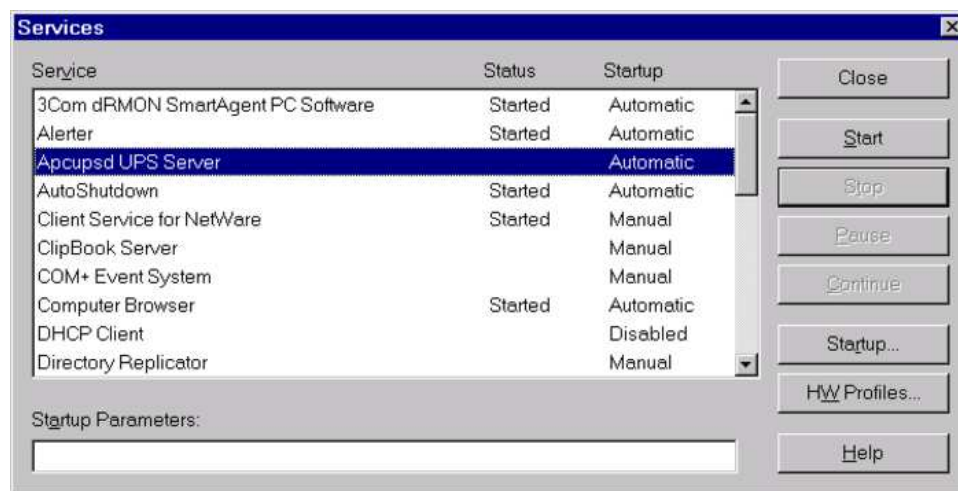 Services
Service Status Startup
3Com dRMON SmartAgent PC Software Started Automatic
Alerter Started Automatic
Apcupsd UPS Server Automatic
AutoShutdown Started Automatic
Client Service for NetWare Started Manual
ClipBook Server Manual
COM+ Event System Manual
Computer Browser Started Automatic
DHCP Client Disabled
Directory Replicator Manual
Startup Parameters:
Close
Start
Stop
Pause
Continue
Startup...
HW Profiles...
Help